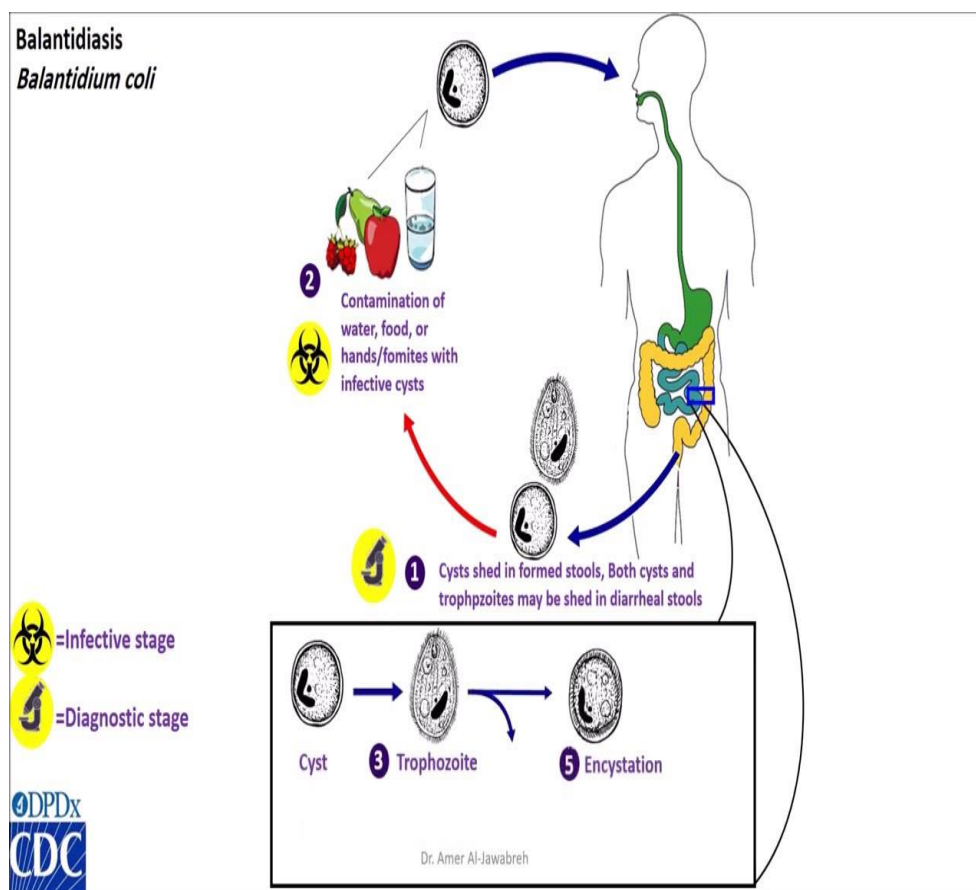 Balantidiasis
Balantidium coli
2
Contamination of
water, food, or
hands/fomites with
infective cysts
1
Cysts shed in formed stools, Both cysts and
trophpzoites may be shed in diarrheal stools
=Infective stage
=Diagnostic stage
Cyst
3 Trophozoite
5 Encystation
Dr. Amer Al-Jawabreh
DPDx
CDC